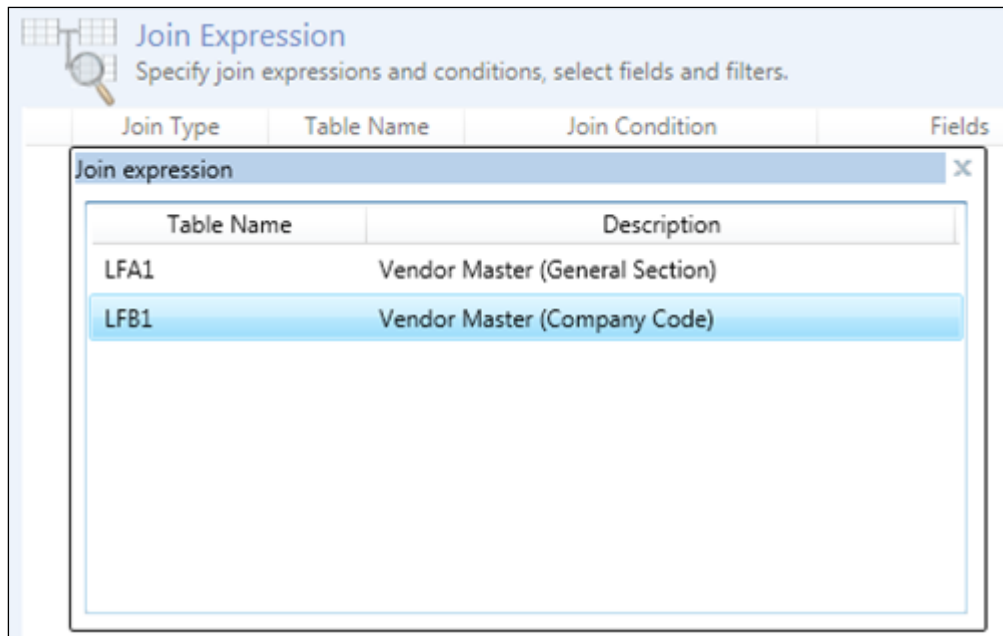 Join Expression
Specify join expressions and conditions, select fields and filters.
Join Type Table Name Join Condition Fields
Join expression
Table Name Description
LFA1 Vendor Master (General Section)
LFB1 Vendor Master (Company Code)